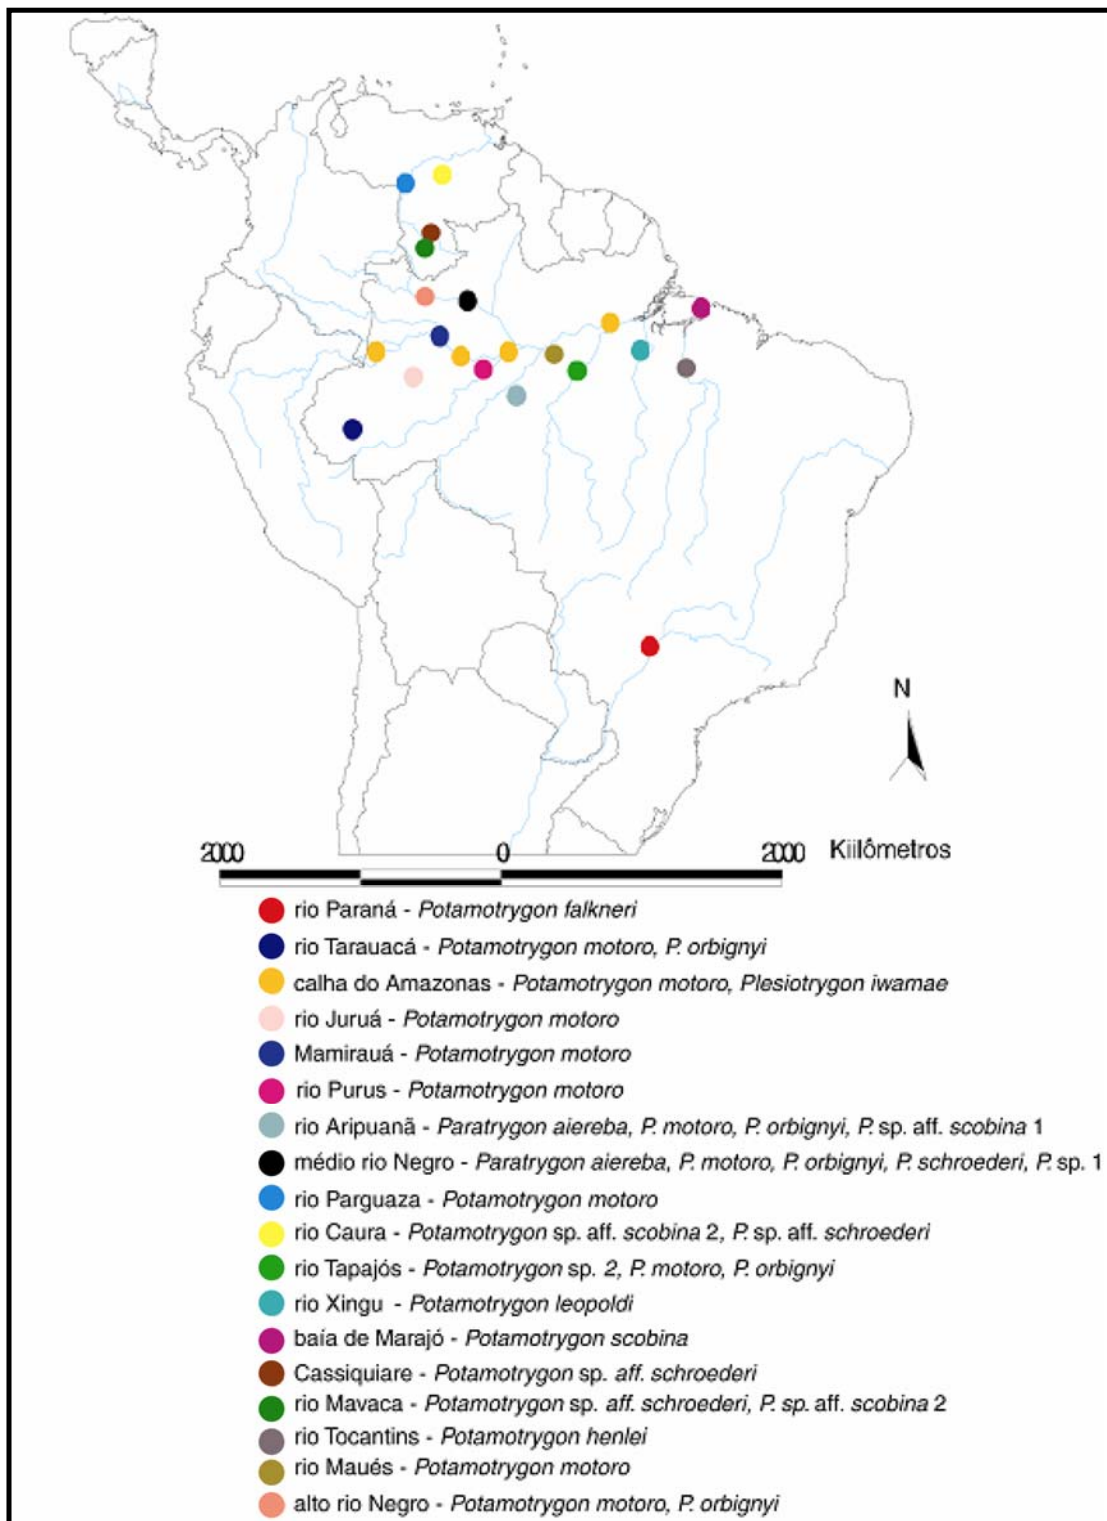 N
2000 0 2000 Kiilômetros
rio Paraná - Potamotrygon falkneri
rio Tarauacá - Potamotrygon motoro, P. orbignyi
calha do Amazonas - Potamotrygon motoro, Plesiotrygon iwamae
rio Juruá - Potamotrygon motoro
Mamirauá - Potamotrygon motoro
rio Purus - Potamotrygon motoro
rio Aripuanã - Paratrygon aiereba, P. motoro, P. orbignyi, P. sp. aff. scobina 1
médio rio Negro - Paratrygon aiereba, P. motoro, P. orbignyi, P. schroederi, P. sp. 1
rio Parguaza - Potamotrygon motoro
rio Caura - Potamotrygon sp. aff. scobina 2, P. sp. aff. schroederi
rio Tapajós - Potamotrygon sp. 2, P. motoro, P. orbignyi
rio Xingu - Potamotrygon leopoldi
baía de Marajó - Potamotrygon scobina
Cassiquiare - Potamotrygon sp. aff. schroederi
rio Mavaca - Potamotrygon sp. aff. schroederi, P. sp. aff. scobina 2
rio Tocantins - Potamotrygon henlei
rio Maués - Potamotrygon motoro
alto rio Negro - Potamotrygon motoro, P. orbignyi